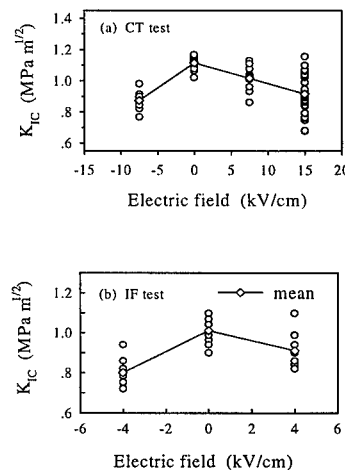 (a) CT test
K_IC (MPa m^1/2)
1.2
1.0
.8
.6
-15 -10 -5 0 5 10 15 20
Electric field (kV/cm)
(b) IF test
mean
K_IC (MPa m^1/2)
1.2
1.0
.8
.6
-6 -4 -2 0 2 4 6
Electric field (kV/cm)